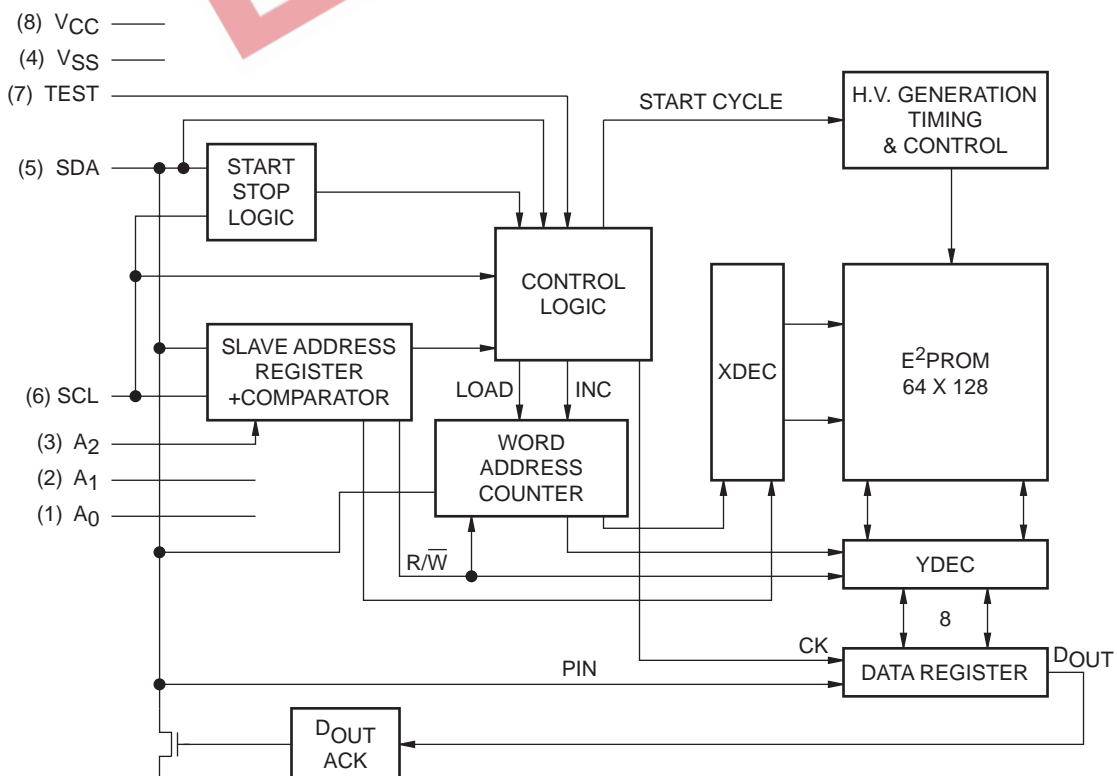 (8) VCC
(4) VSS
(7) TEST
START CYCLE
H.V. GENERATION
TIMING
& CONTROL
(5) SDA
START
STOP
LOGIC
CONTROL
LOGIC
SLAVE ADDRESS
REGISTER
+COMPARATOR
XDEC
E²PROM
64 X 128
(6) SCL
LOAD
INC
(3) A2
(2) A1
(1) A0
WORD
ADDRESS
COUNTER
R/W̅
YDEC
8
CK
DOUT
PIN
DATA REGISTER
DOUT
ACK